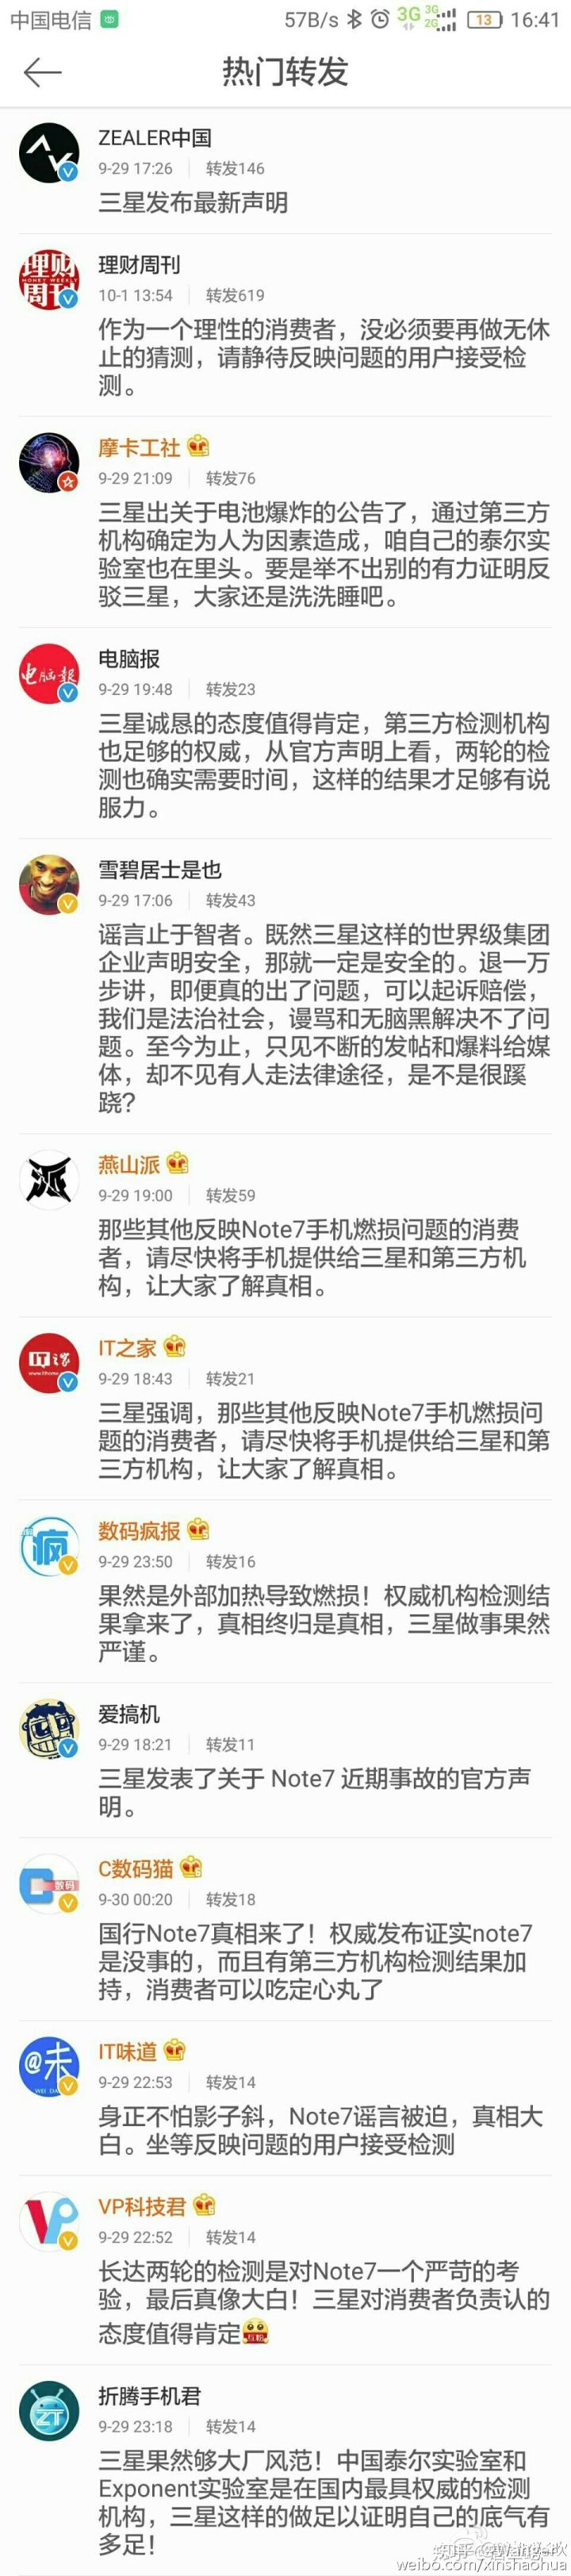 中国电信 57B/s 3G 3G 2G 13 16:41
热门转发
ZEALER中国
9-29 17:26 转发146
三星发布最新声明
理财
MONEY WEEKLY
周刊
理财周刊
10-1 13:54 转发619
作为一个理性的消费者，没必须要再做无休
止的猜测，请静待反映问题的用户接受检
测。
摩卡工社
9-29 21:09 转发76
三星出关于电池爆炸的公告了，通过第三方
机构确定为人为因素造成，咱自己的泰尔实
验室也在里头。要是举不出别的有力证明反
驳三星，大家还是洗洗睡吧。
电脑报
电脑报
9-29 19:48 转发23
三星诚恳的态度值得肯定，第三方检测机构
也足够的权威，从官方声明上看，两轮的检
测也确实需要时间，这样的结果才足够有说
服力。
雪碧居士是也
9-29 17:06 转发43
谣言止于智者。既然三星这样的世界级集团
企业声明安全，那就一定是安全的。退一万
步讲，即便真的出了问题，可以起诉赔偿，
我们是法治社会，谩骂和无脑黑解决不了问
题。至今为止，只见不断的发帖和爆料给媒
体，却不见有人走法律途径，是不是很蹊
跷？
派
燕山派
9-29 19:00 转发59
那些其他反映Note7手机燃损问题的消费
者，请尽快将手机提供给三星和第三方机
构，让大家了解真相。
IT之家
IT之家
9-29 18:43 转发21
三星强调，那些其他反映Note7手机燃损问
题的消费者，请尽快将手机提供给三星和第
三方机构，让大家了解真相。
疯
数码疯报
9-29 23:50 转发16
果然是外部加热导致燃损！权威机构检测结
果拿来了，真相终归是真相，三星做事果然
严谨。
爱搞机
9-29 18:21 转发11
三星发表了关于 Note7 近期事故的官方声
明。
数码
C数码猫
9-30 00:20 转发18
国行Note7真相来了！权威发布证实note7
是没事的，而且有第三方机构检测结果加
持，消费者可以吃定心丸了
@味
WEI DA
IT味道
9-29 22:53 转发14
身正不怕影子斜，Note7谣言被迫，真相大
白。坐等反映问题的用户接受检测
VP
VP科技君
9-29 22:52 转发14
长达两轮的检测是对Note7一个严苛的考
验，最后真像大白！三星对消费者负责认的
态度值得肯定互粉
ZT
折腾手机君
9-29 23:18 转发14
三星果然够大厂风范！中国泰尔实验室和
Exponent实验室是在国内最具权威的检测
机构，三星这样的做足以证明自己的底气有
多足！
知乎
weibo.com/xinshaohua